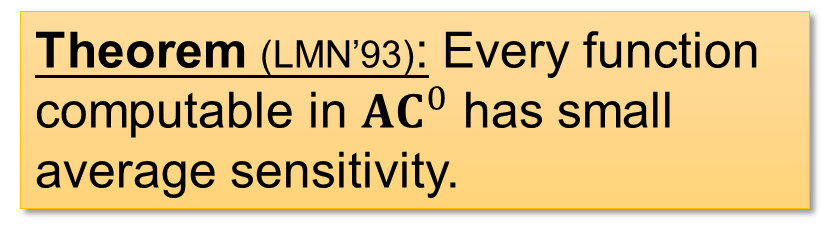 Theorem (LMN'93): Every function
computable in AC⁰ has small
average sensitivity.